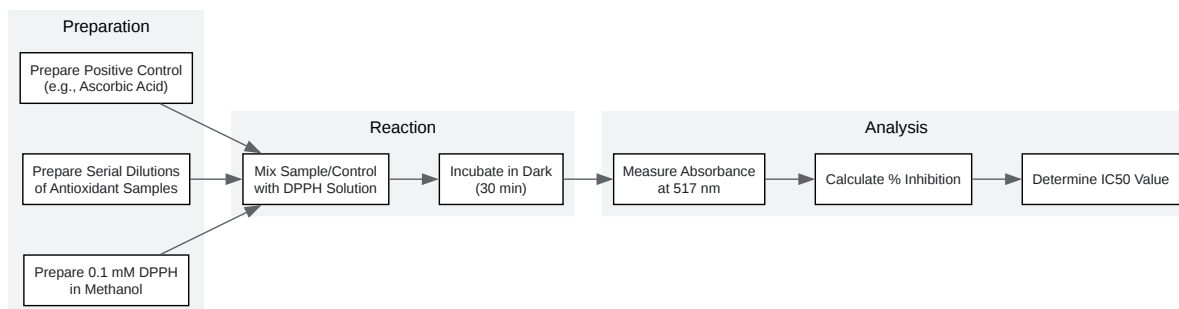 Preparation
Prepare Positive Control
(e.g., Ascorbic Acid)
Prepare Serial Dilutions
of Antioxidant Samples
Prepare 0.1 mM DPPH
in Methanol
Reaction
Mix Sample/Control
with DPPH Solution
Incubate in Dark
(30 min)
Analysis
Measure Absorbance
at 517 nm
Calculate % Inhibition
Determine IC50 Value